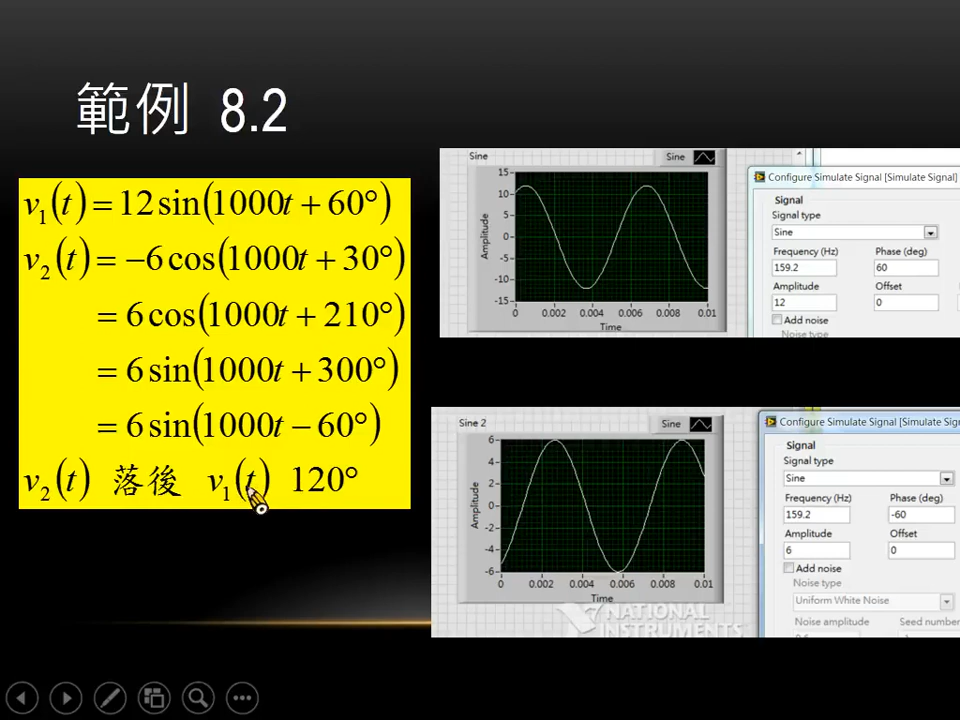 範例 8.2
v₁(t) = 12 sin(1000t + 60°)
v₂(t) = −6 cos(1000t + 30°)
= 6 cos(1000t + 210°)
= 6 sin(1000t + 300°)
= 6 sin(1000t − 60°)
v₂(t) 落後 v₁(t) 120°
Sine
Sine
Amplitude
15
10
5
0
-5
-10
-15
0 0.002 0.004 0.006 0.008 0.01
Time
Configure Simulate Signal [Simulate Signal]
Signal
Signal type
Sine
Frequency (Hz) Phase (deg)
159.2 60
Amplitude Offset
12 0
Add noise
Noise type
Sine 2
Sine
Amplitude
6
4
2
0
-2
-4
-6
0 0.002 0.004 0.006 0.008 0.01
Time
NATIONAL
INSTRUMENTS
Configure Simulate Signal [Simulate Sign
Signal
Signal type
Sine
Frequency (Hz) Phase (deg)
159.2 -60
Amplitude Offset
6 0
Add noise
Noise type
Uniform White Noise
Noise amplitude Seed number